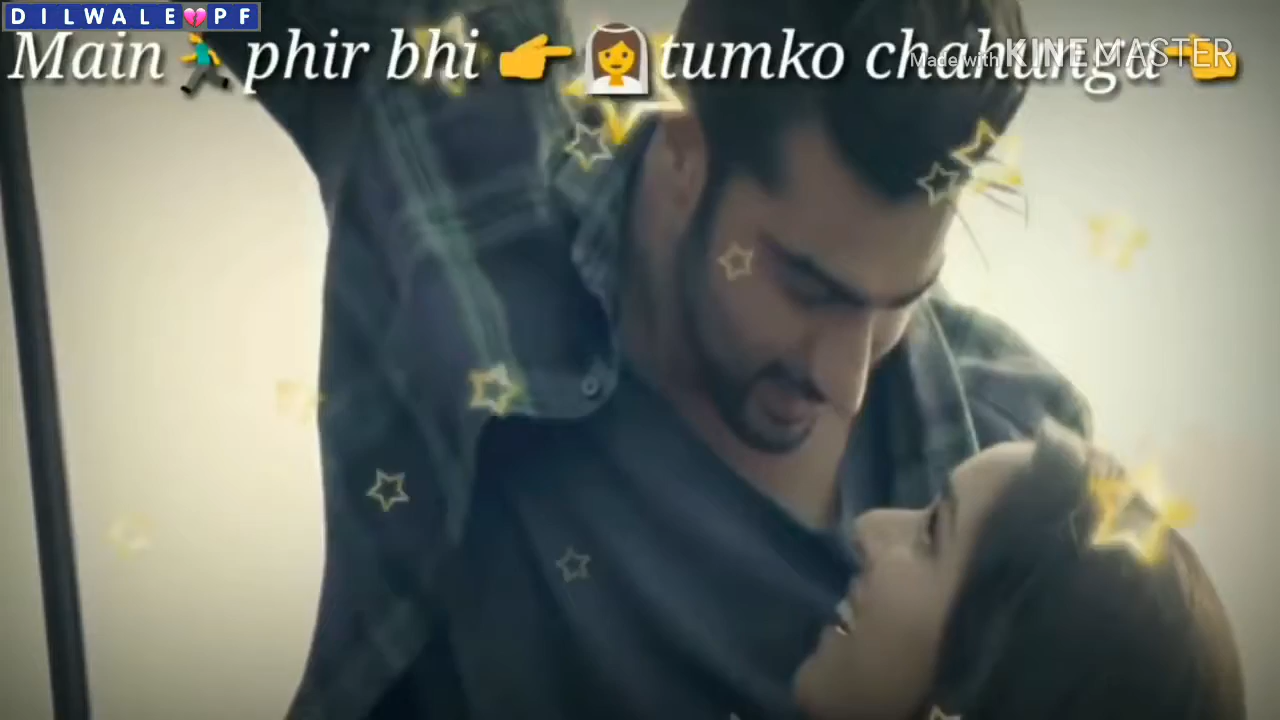 DILWALE💔PF
Main🏃‍♂️phir bhi 👉👰tumko chahunga👈
Made with KINEMASTER